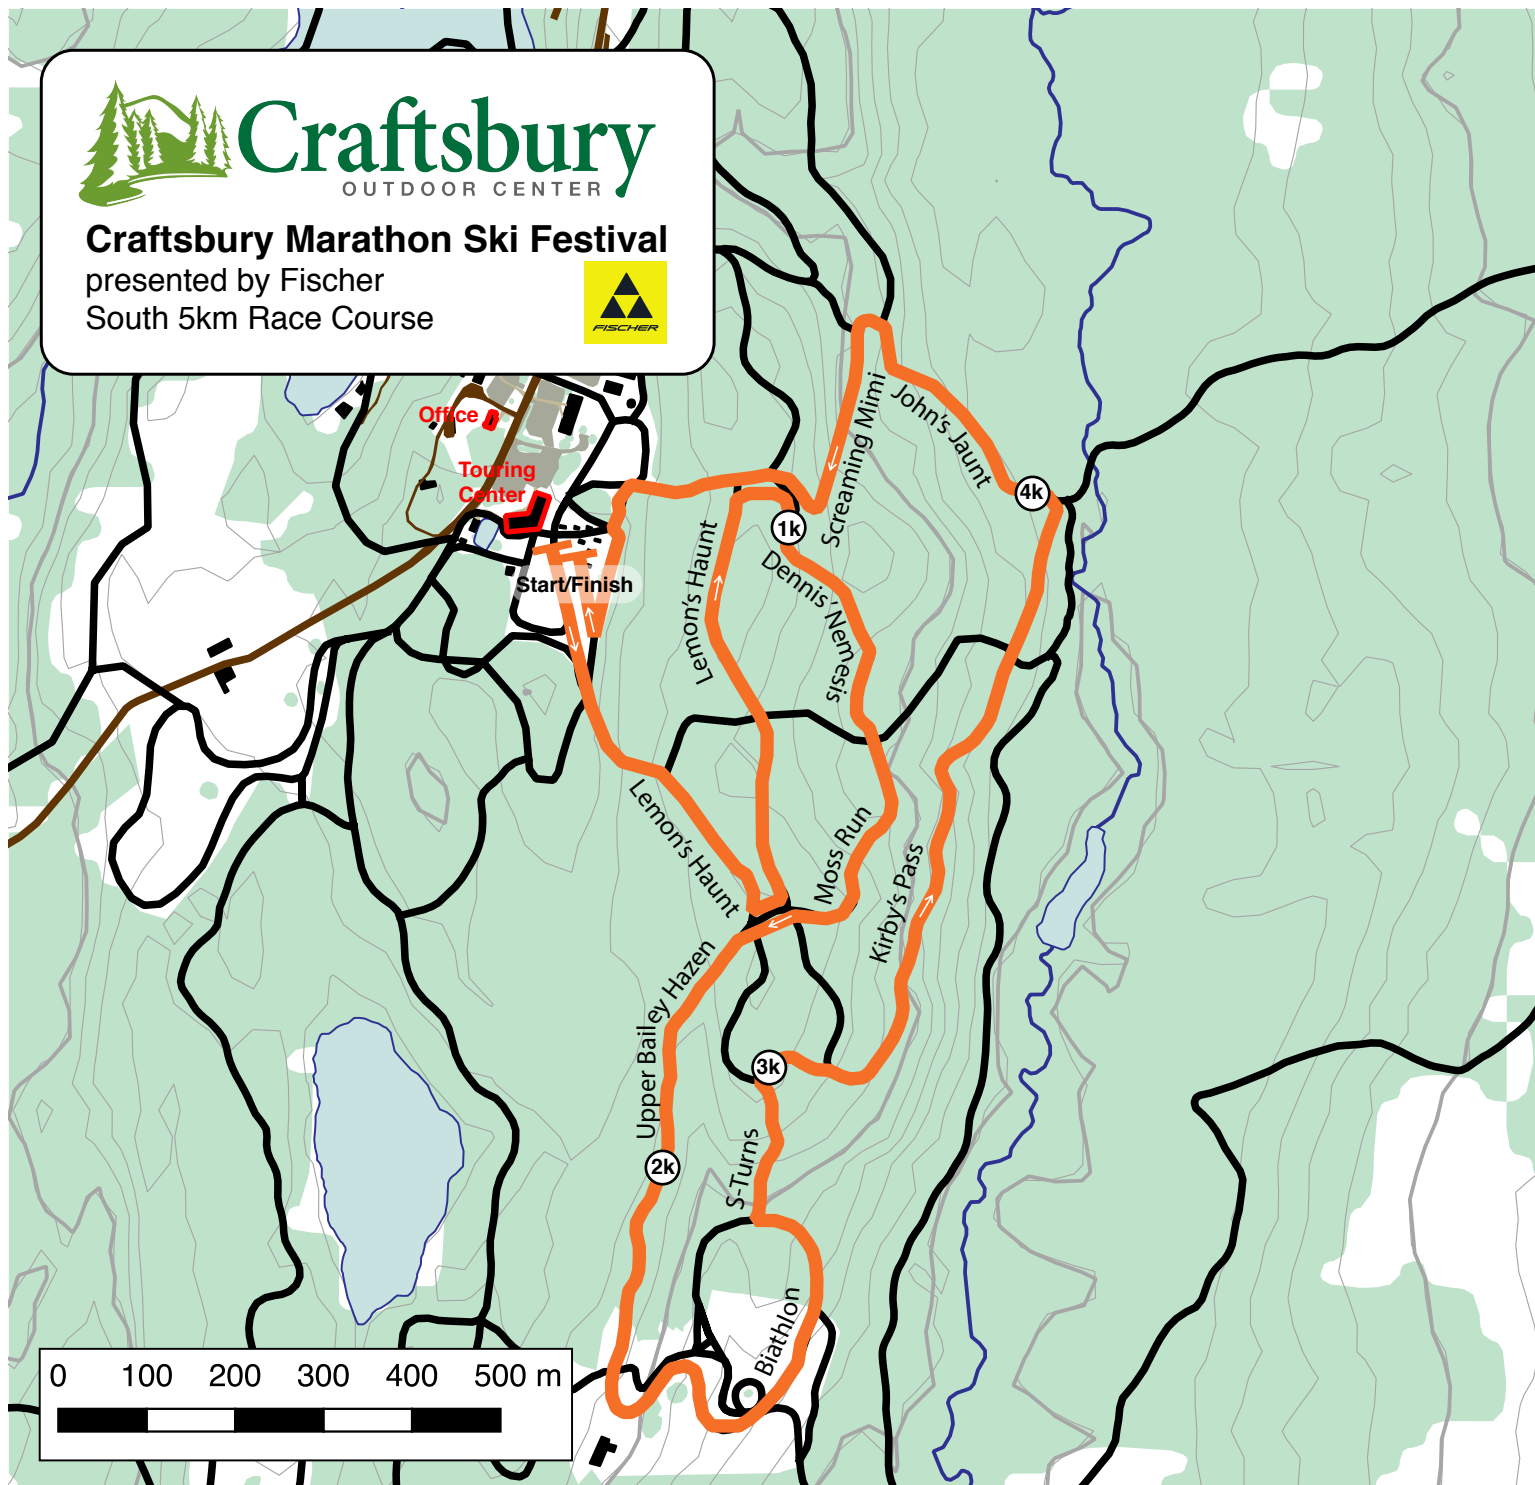 Craftsbury
OUTDOOR CENTER
Craftsbury Marathon Ski Festival
presented by Fischer
South 5km Race Course
FISCHER
Office
Touring
Center
Start/Finish
Screaming Mimi
John's Jaunt
4k
1k
Lemon's Haunt
Dennis' Nemesis
Lemon's Haunt
Moss Run
Kirby's Pass
Upper Bailey Hazen
3k
2k
S-Turns
Biathlon
0 100 200 300 400 500 m